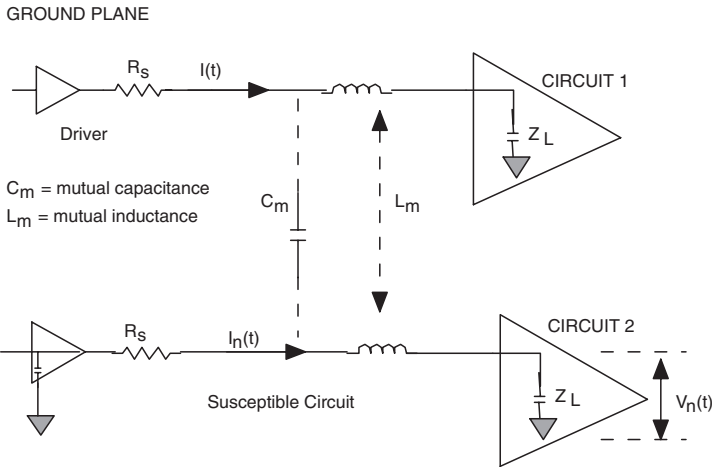 GROUND PLANE
Rs
I(t)
CIRCUIT 1
Driver
ZL
Cm = mutual capacitance
Lm = mutual inductance
Cm
Lm
Rs
In(t)
CIRCUIT 2
ZL
Vn(t)
Susceptible Circuit